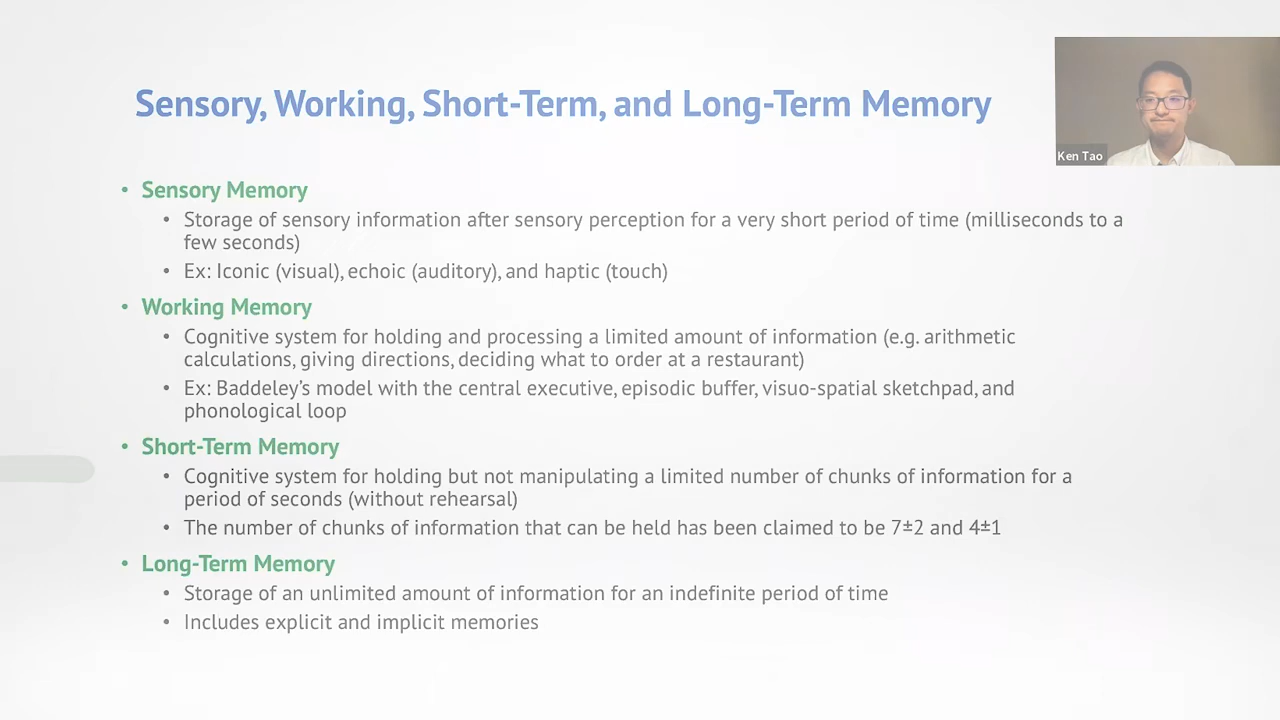 Sensory, Working, Short-Term, and Long-Term Memory
Ken Tao
• Sensory Memory
• Storage of sensory information after sensory perception for a very short period of time (milliseconds to a
few seconds)
• Ex: Iconic (visual), echoic (auditory), and haptic (touch)
• Working Memory
• Cognitive system for holding and processing a limited amount of information (e.g. arithmetic
calculations, giving directions, deciding what to order at a restaurant)
• Ex: Baddeley's model with the central executive, episodic buffer, visuo-spatial sketchpad, and
phonological loop
• Short-Term Memory
• Cognitive system for holding but not manipulating a limited number of chunks of information for a
period of seconds (without rehearsal)
• The number of chunks of information that can be held has been claimed to be 7±2 and 4±1
• Long-Term Memory
• Storage of an unlimited amount of information for an indefinite period of time
• Includes explicit and implicit memories